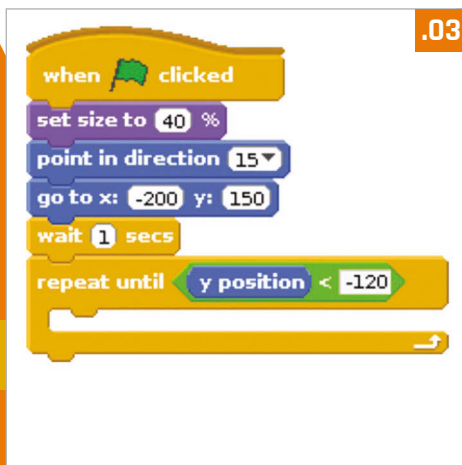 .03
when clicked
set size to 40 %
point in direction 15
go to x: -200 y: 150
wait 1 secs
repeat until y position < -120